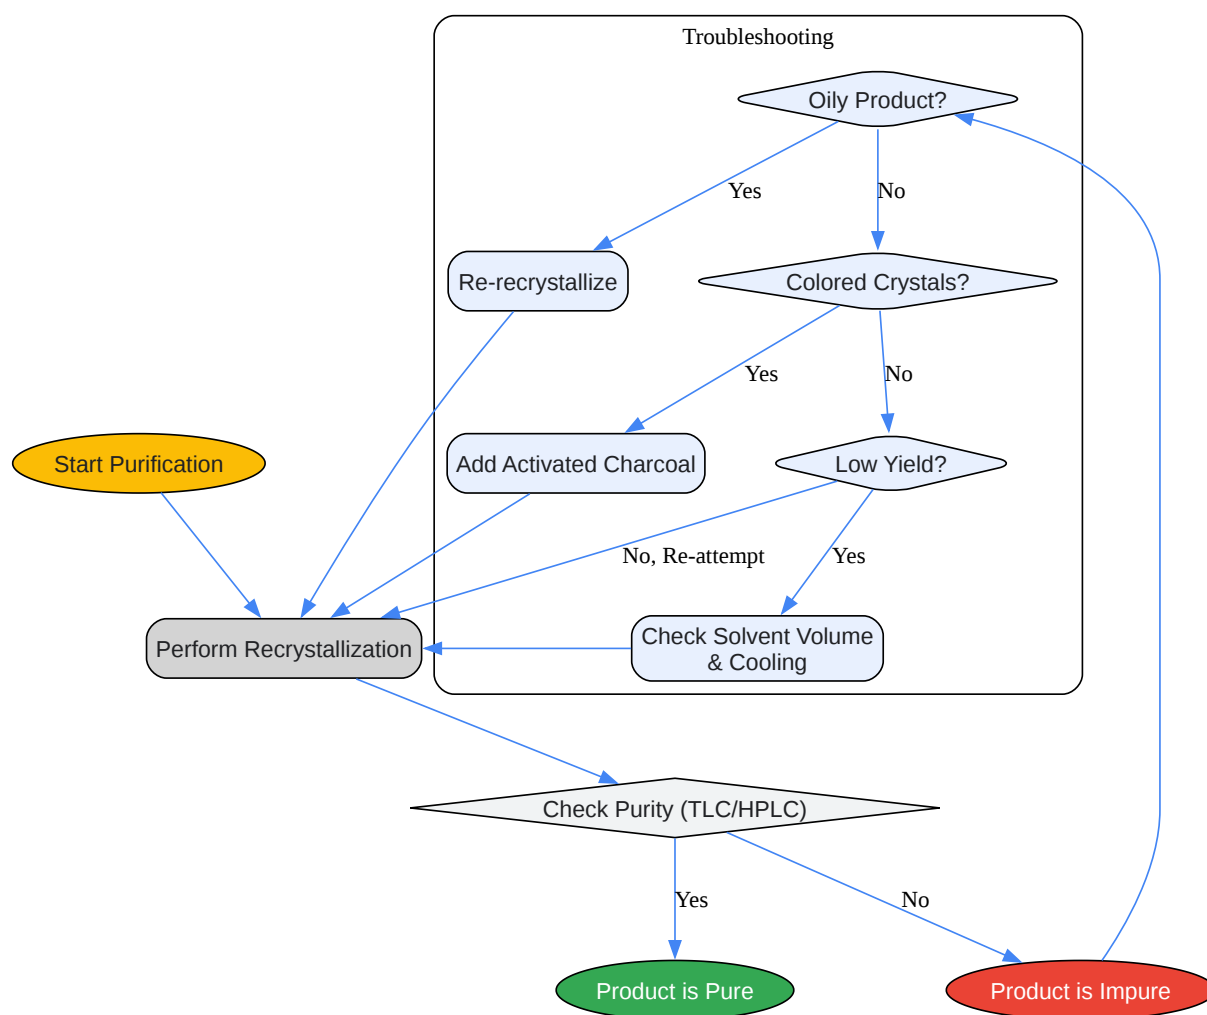 Troubleshooting
Oily Product?
Yes
No
Re-recrystallize
Colored Crystals?
Yes
No
Start Purification
Add Activated Charcoal
Low Yield?
No, Re-attempt
Yes
Perform Recrystallization
Check Solvent Volume
& Cooling
Check Purity (TLC/HPLC)
Yes
No
Product is Pure
Product is Impure